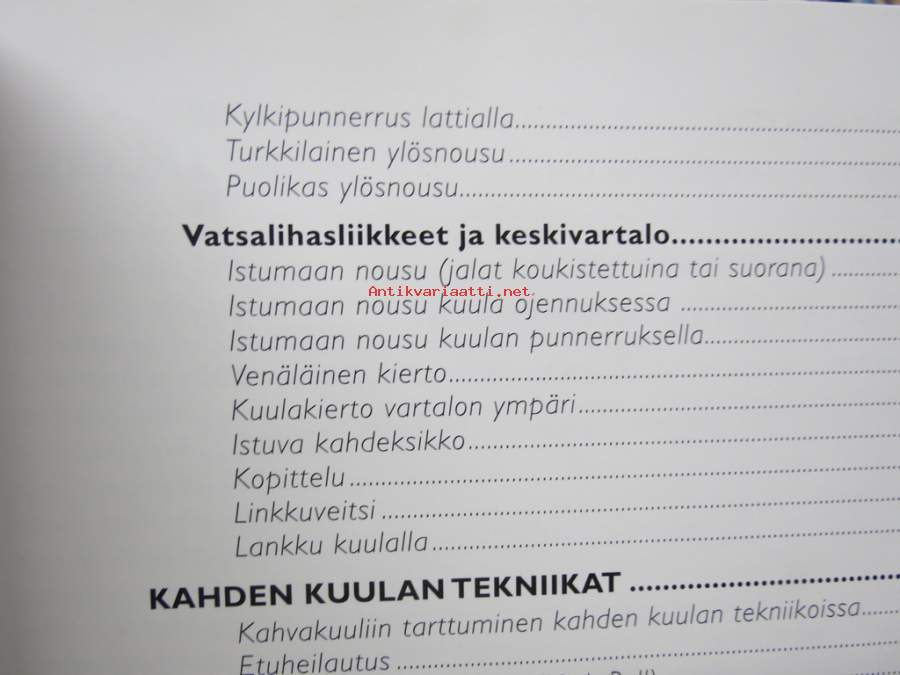 Kylkipunnerrus lattialla
Turkkilainen ylösnousu
Puolikas ylösnousu
Vatsalihasliikkeet ja keskivartalo
Istumaan nousu (jalat koukistettuina tai suorana)
Antikvariaatti.net
Istumaan nousu kuula ojennuksessa
Istumaan nousu kuulan punnerruksella
Venäläinen kierto
Kuulakierto vartalon ympäri
Istuva kahdeksikko
Kopittelu
Linkkuveitsi
Lankku kuulalla
KAHDEN KUULAN TEKNIIKAT
Kahvakuuliin tarttuminen kahden kuulan tekniikoissa
Etuheilautus